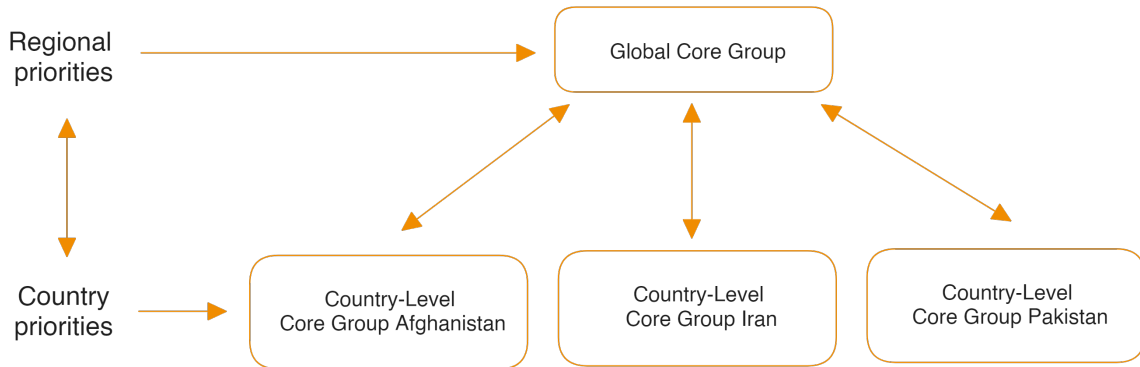 Regional
priorities
Global Core Group
Country
priorities
Country-Level
Core Group Afghanistan
Country-Level
Core Group Iran
Country-Level
Core Group Pakistan